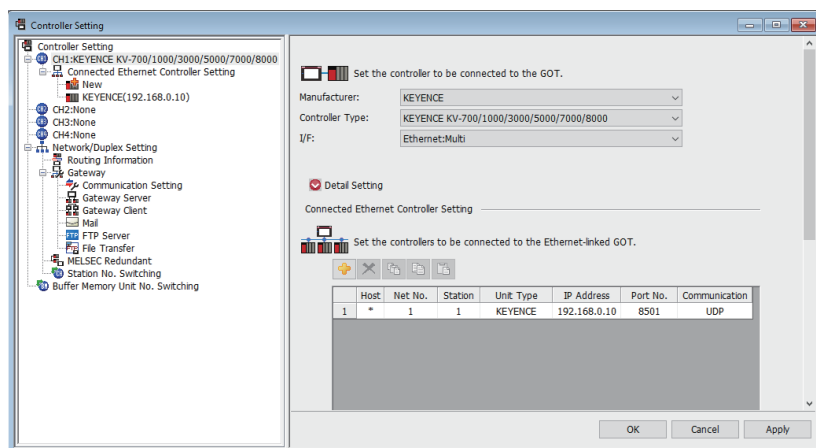 Controller Setting
Controller Setting
CH1:KEYENCE KV-700/1000/3000/5000/7000/8000
Connected Ethernet Controller Setting
New
KEYENCE(192.168.0.10)
CH2:None
CH3:None
CH4:None
Network/Duplex Setting
Routing Information
Gateway
Communication Setting
Gateway Server
Gateway Client
Mail
FTP Server
File Transfer
MELSEC Redundant
Station No. Switching
Buffer Memory Unit No. Switching
Set the controller to be connected to the GOT.
Manufacturer: KEYENCE
Controller Type: KEYENCE KV-700/1000/3000/5000/7000/8000
I/F: Ethernet:Multi
Detail Setting
Connected Ethernet Controller Setting
Set the controllers to be connected to the Ethernet-linked GOT.
Host Net No. Station Unit Type IP Address Port No. Communication
1 * 1 1 KEYENCE 192.168.0.10 8501 UDP
OK Cancel Apply